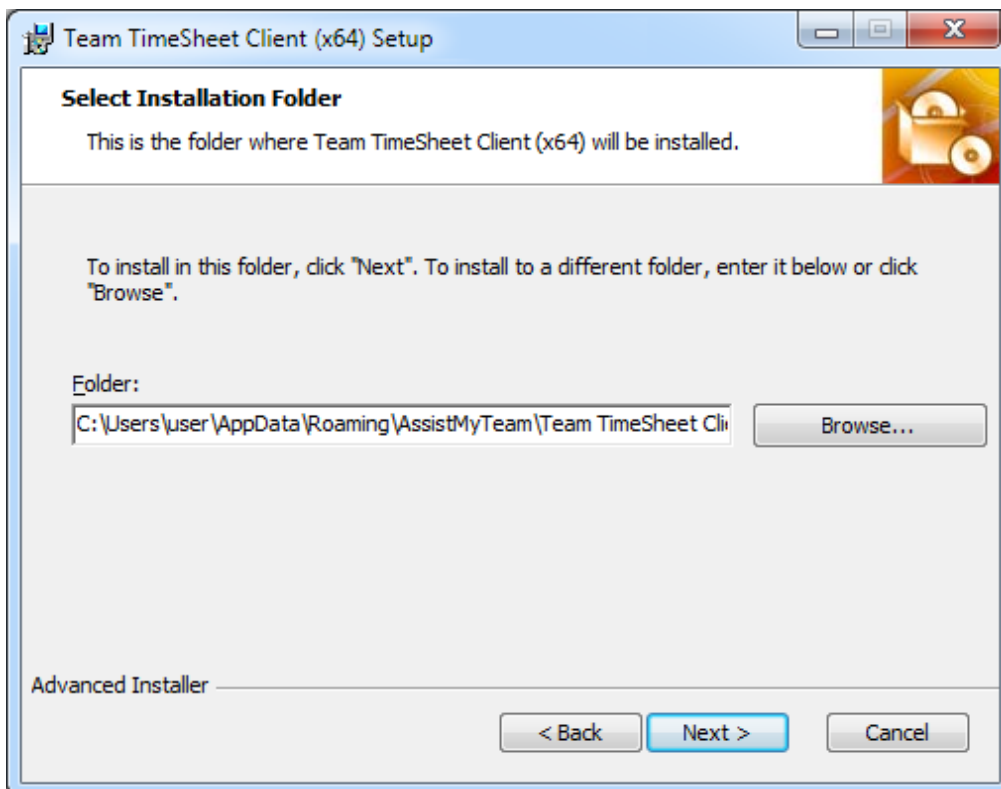 Team TimeSheet Client (x64) Setup
Select Installation Folder
This is the folder where Team TimeSheet Client (x64) will be installed.
To install in this folder, click "Next". To install to a different folder, enter it below or click
"Browse".
Folder:
C:\Users\user\AppData\Roaming\AssistMyTeam\Team TimeSheet Cli
Browse...
Advanced Installer
< Back
Next >
Cancel